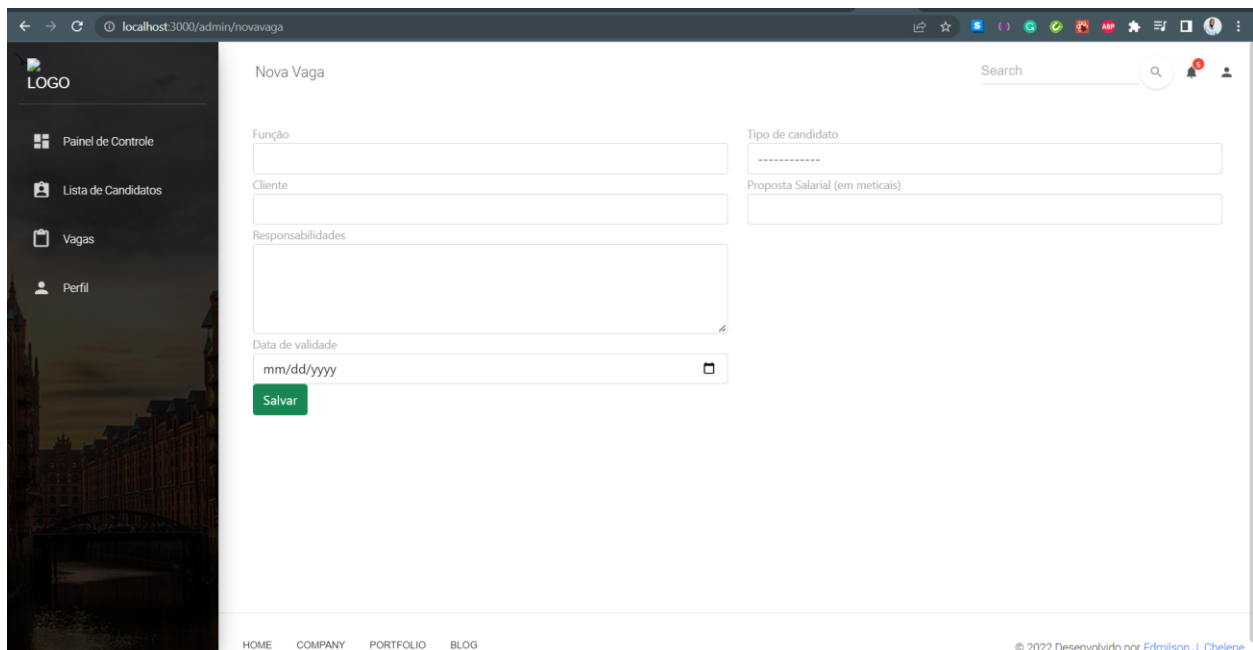 localhost:3000/admin/novavaga
LOGO
Nova Vaga
Search
5
Painel de Controle
Lista de Candidatos
Vagas
Perfil
Função
Tipo de candidato
------------
Cliente
Proposta Salarial (em meticais)
Responsabilidades
Data de validade
mm/dd/yyyy
Salvar
HOME COMPANY PORTFOLIO BLOG
© 2022 Desenvolvido por Edmilson J. Chelene